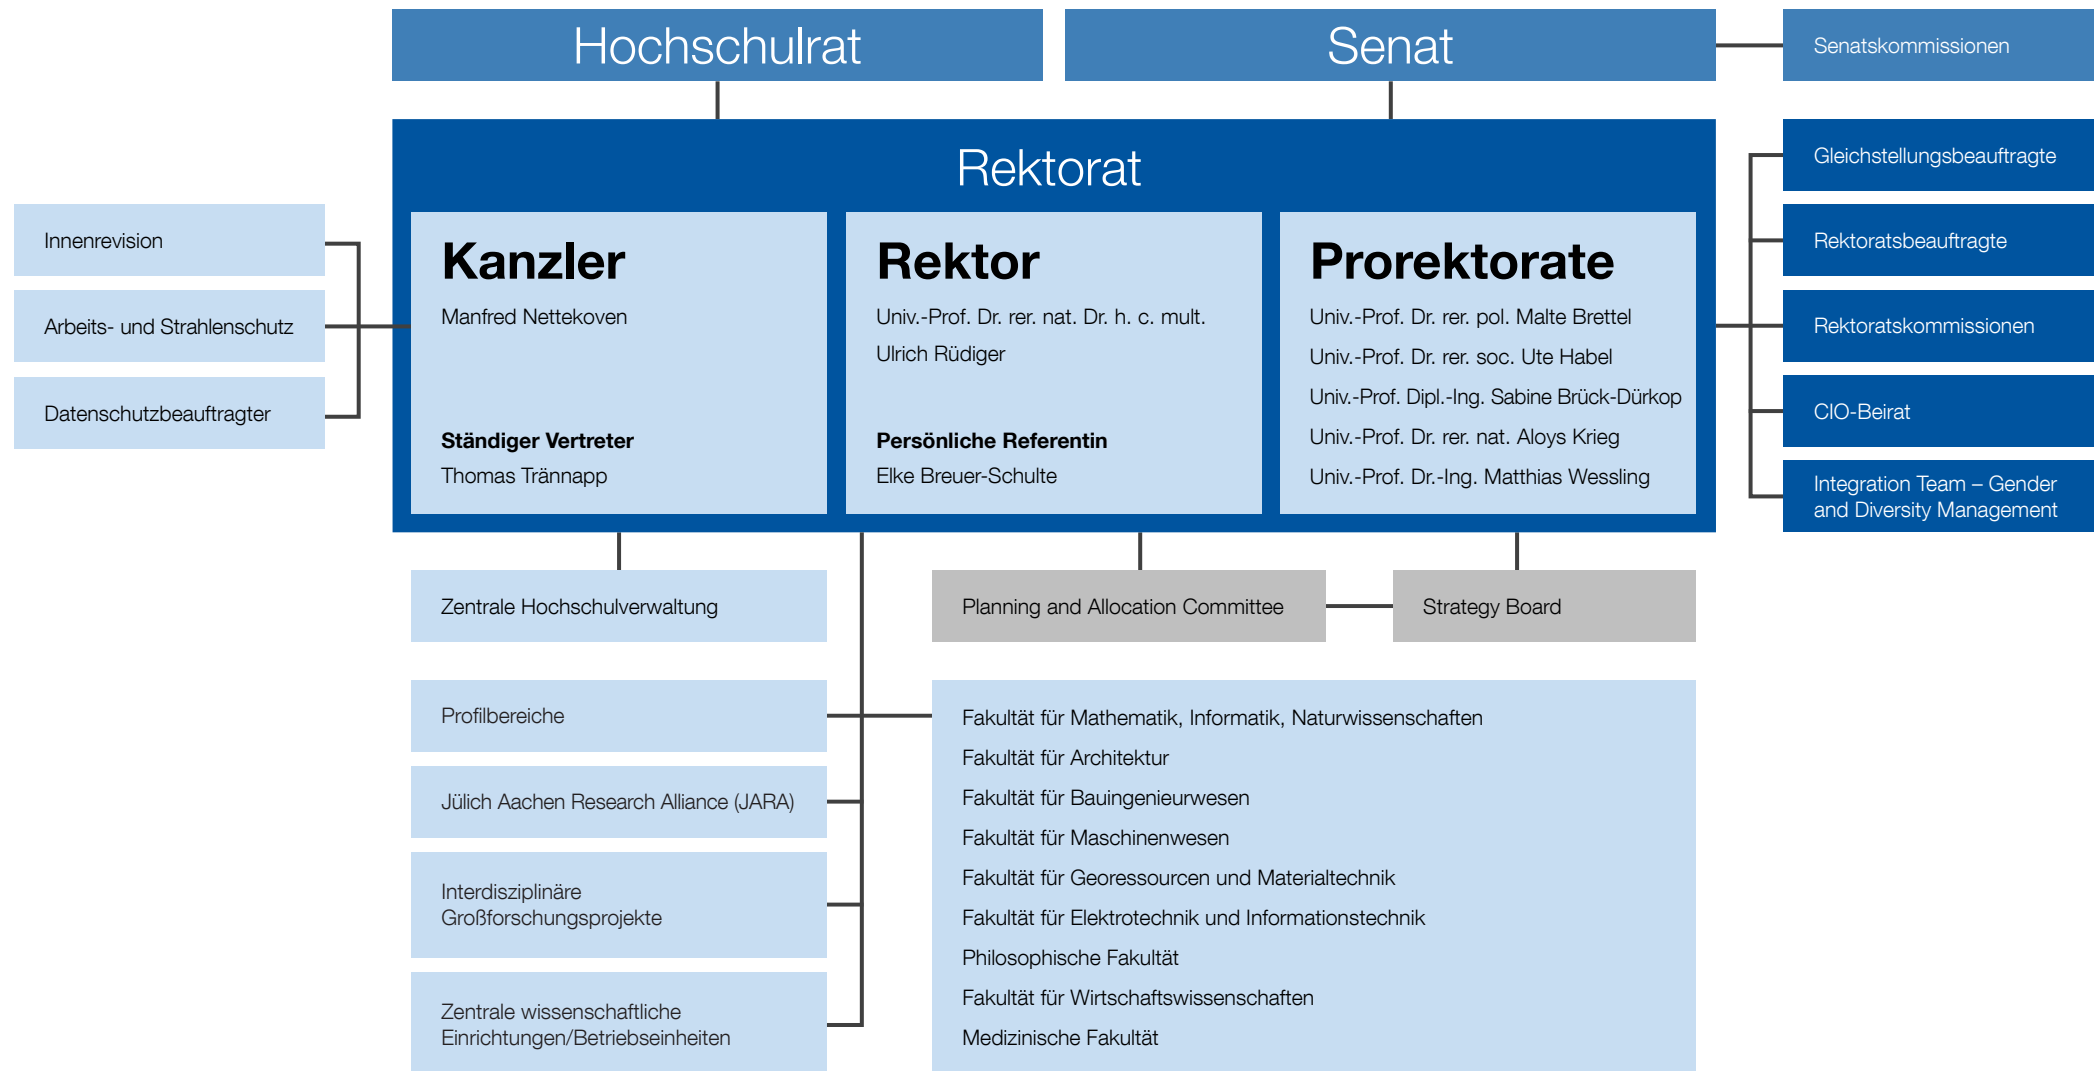 Hochschulrat
Senat
Senatskommissionen
Rektorat
Innenrevision
Arbeits- und Strahlenschutz
Datenschutzbeauftragter
Kanzler
Manfred Nettekoven
Ständiger Vertreter
Thomas Trännapp
Rektor
Univ.-Prof. Dr. rer. nat. Dr. h. c. mult.
Ulrich Rüdiger
Persönliche Referentin
Elke Breuer-Schulte
Prorektorate
Univ.-Prof. Dr. rer. pol. Malte Brettel
Univ.-Prof. Dr. rer. soc. Ute Habel
Univ.-Prof. Dipl.-Ing. Sabine Brück-Dürkop
Univ.-Prof. Dr. rer. nat. Aloys Krieg
Univ.-Prof. Dr.-Ing. Matthias Wessling
Gleichstellungsbeauftragte
Rektoratsbeauftragte
Rektoratskommissionen
CIO-Beirat
Integration Team – Gender
and Diversity Management
Zentrale Hochschulverwaltung
Planning and Allocation Committee
Strategy Board
Profilbereiche
Jülich Aachen Research Alliance (JARA)
Interdisziplinäre
Großforschungsprojekte
Zentrale wissenschaftliche
Einrichtungen/Betriebseinheiten
Fakultät für Mathematik, Informatik, Naturwissenschaften
Fakultät für Architektur
Fakultät für Bauingenieurwesen
Fakultät für Maschinenwesen
Fakultät für Georessourcen und Materialtechnik
Fakultät für Elektrotechnik und Informationstechnik
Philosophische Fakultät
Fakultät für Wirtschaftswissenschaften
Medizinische Fakultät